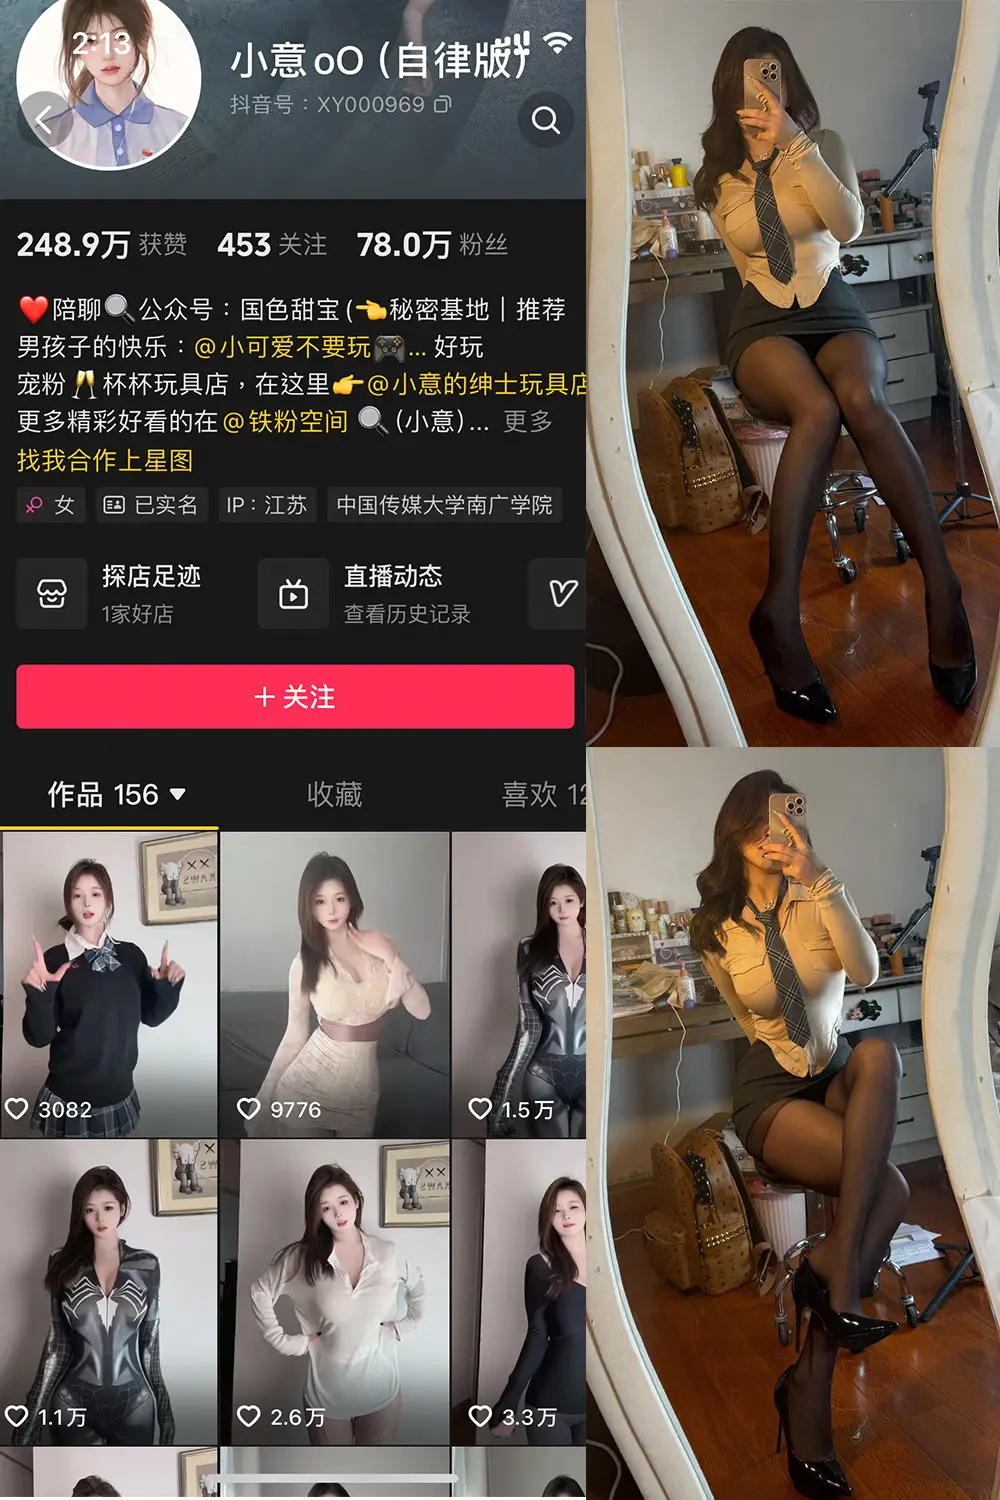 2:13
小意oO（自律版）
抖音号：XY000969
248.9万 获赞 453 关注 78.0万 粉丝
❤️陪聊🔍公众号：国色甜宝(👈秘密基地｜推荐
男孩子的快乐：@小可爱不要玩🎮... 好玩
宠粉🥂杯杯玩具店，在这里👉@小意的绅士玩具店
更多精彩好看的在@铁粉空间 🔍(小意)... 更多
找我合作上星图
女 已实名 IP：江苏 中国传媒大学南广学院
探店足迹 直播动态
1家好店 查看历史记录
＋关注
作品 156 收藏 喜欢 12
3082 9776 1.5万
1.1万 2.6万 3.3万